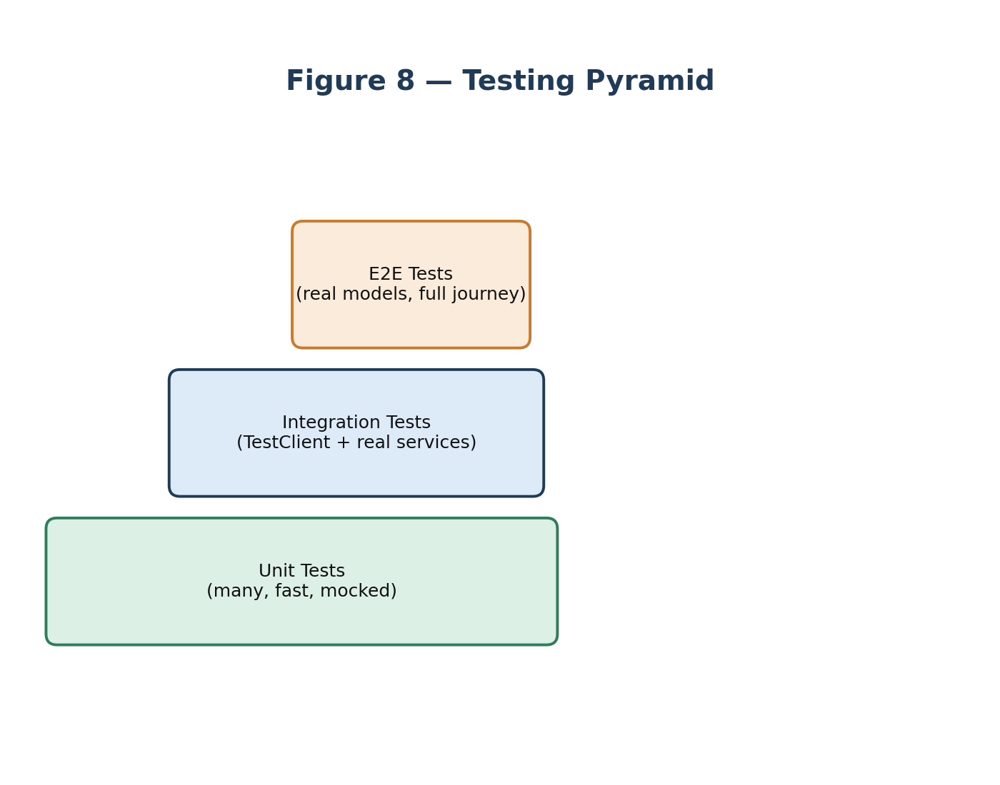 Figure 8 — Testing Pyramid
E2E Tests
(real models, full journey)
Integration Tests
(TestClient + real services)
Unit Tests
(many, fast, mocked)